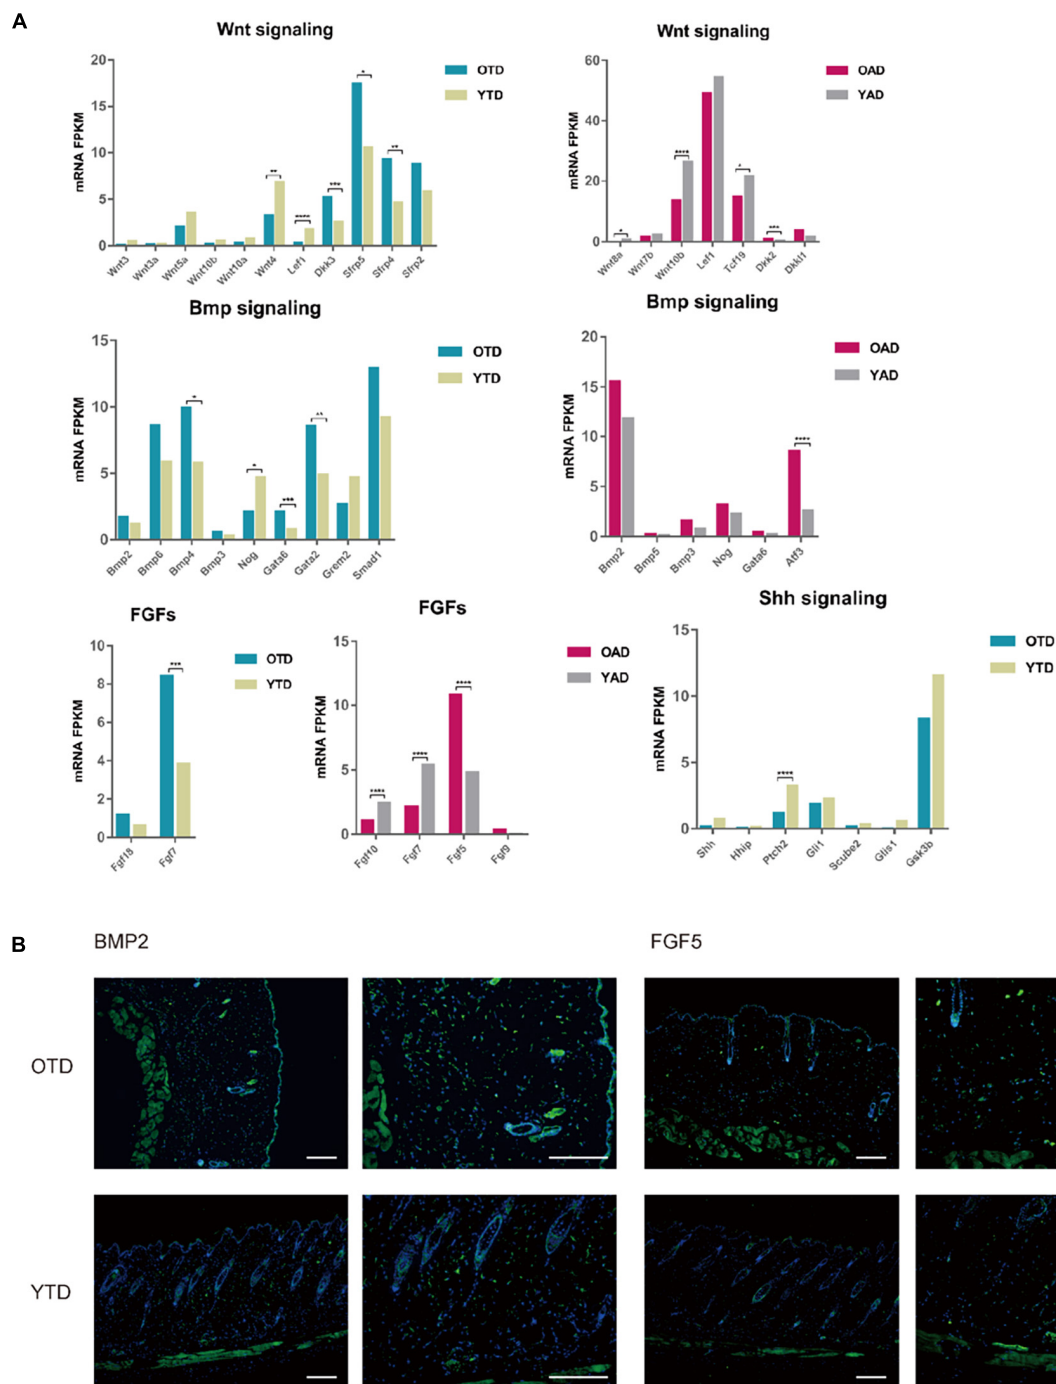 A
Wnt signaling
mRNA FPKM
20
15
10
5
0
OTD
YTD
*
**
***
****
**
Wnt3
Wnt3a
Wnt5a
Wnt10b
Wnt10a
Wnt4
Lef1
Dkk3
Sfrp5
Sfrp4
Sfrp2
Wnt signaling
mRNA FPKM
60
40
20
0
OAD
YAD
****
*
*
***
Wnt8a
Wnt7b
Wnt10b
Lef1
Tcf19
Dkk2
Dkkl1
Bmp signaling
mRNA FPKM
15
10
5
0
OTD
YTD
*
**
*
***
Bmp2
Bmp6
Bmp4
Bmp3
Nog
Gata6
Gata2
Grem2
Smad1
Bmp signaling
mRNA FPKM
20
15
10
5
0
OAD
YAD
****
Bmp2
Bmp5
Bmp3
Nog
Gata6
Atf3
FGFs
mRNA FPKM
10
8
6
4
2
0
OTD
YTD
***
Fgf18
Fgf7
FGFs
mRNA FPKM
15
10
5
0
OAD
YAD
****
****
****
Fgf10
Fgf7
Fgf5
Fgf9
Shh signaling
mRNA FPKM
15
10
5
0
OTD
YTD
****
Shh
Hhip
Ptch2
Gli1
Scube2
Glis1
Gsk3b
B
BMP2
FGF5
OTD
YTD